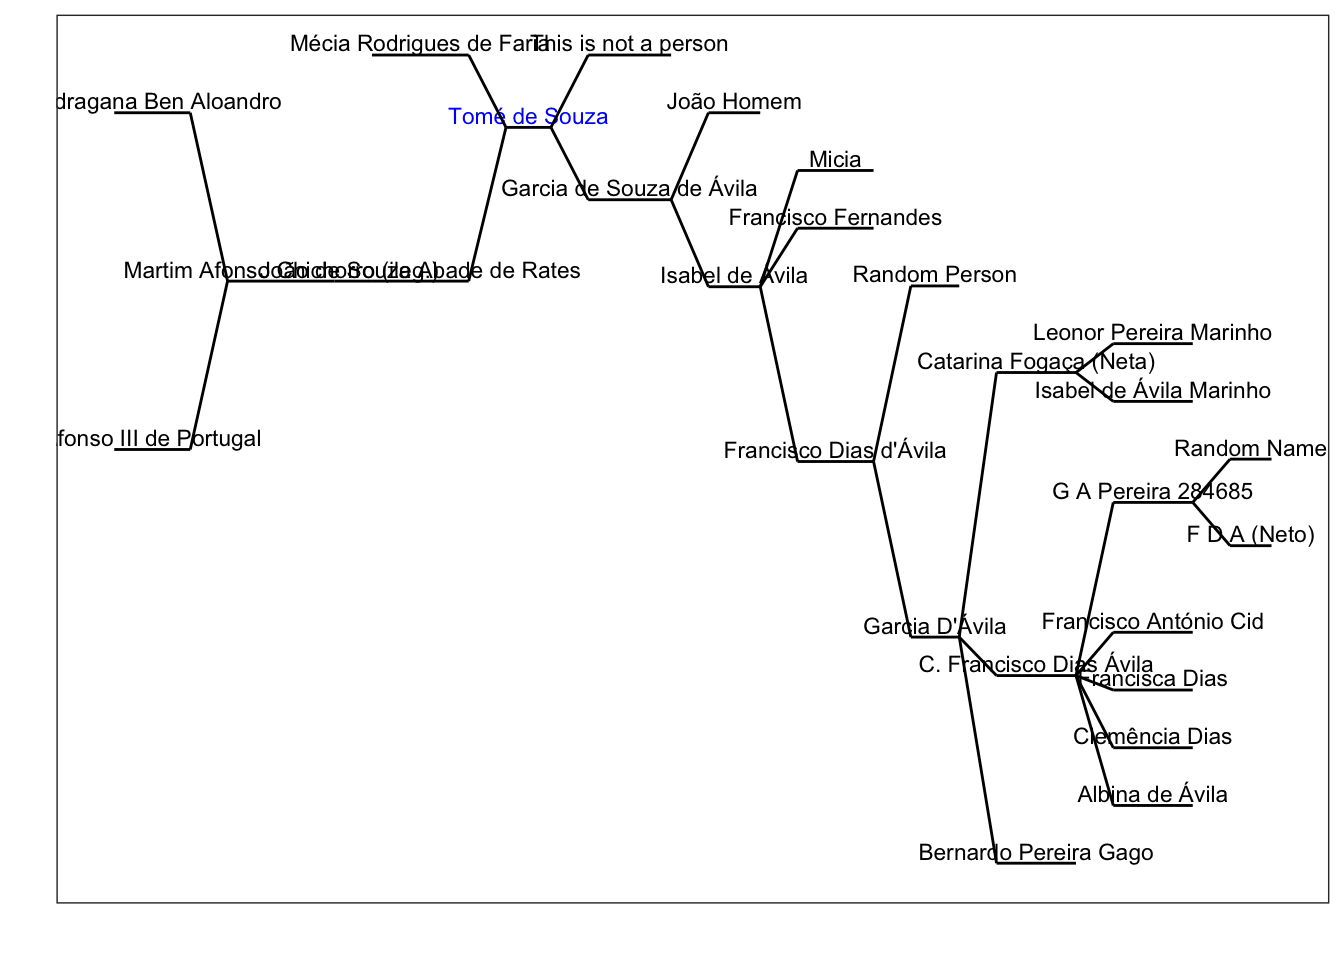 Mécia Rodrigues de Faria
This is not a person
dragana Ben Aloandro
João Homem
Tomé de Souza
Micia
Garcia de Souza de Ávila
Francisco Fernandes
Martim Afonso Chichorro (leg.)
João de Souza Abade de Rates
Isabel de Ávila
Random Person
Leonor Pereira Marinho
Catarina Fogaça (Neta)
Isabel de Ávila Marinho
fonso III de Portugal
Francisco Dias d'Ávila
Random Name
G A Pereira 284685
F D A (Neto)
Garcia D'Ávila
Francisco António Cid
C. Francisco Dias Ávila
Francisca Dias
Clemência Dias
Albina de Ávila
Bernardo Pereira Gago